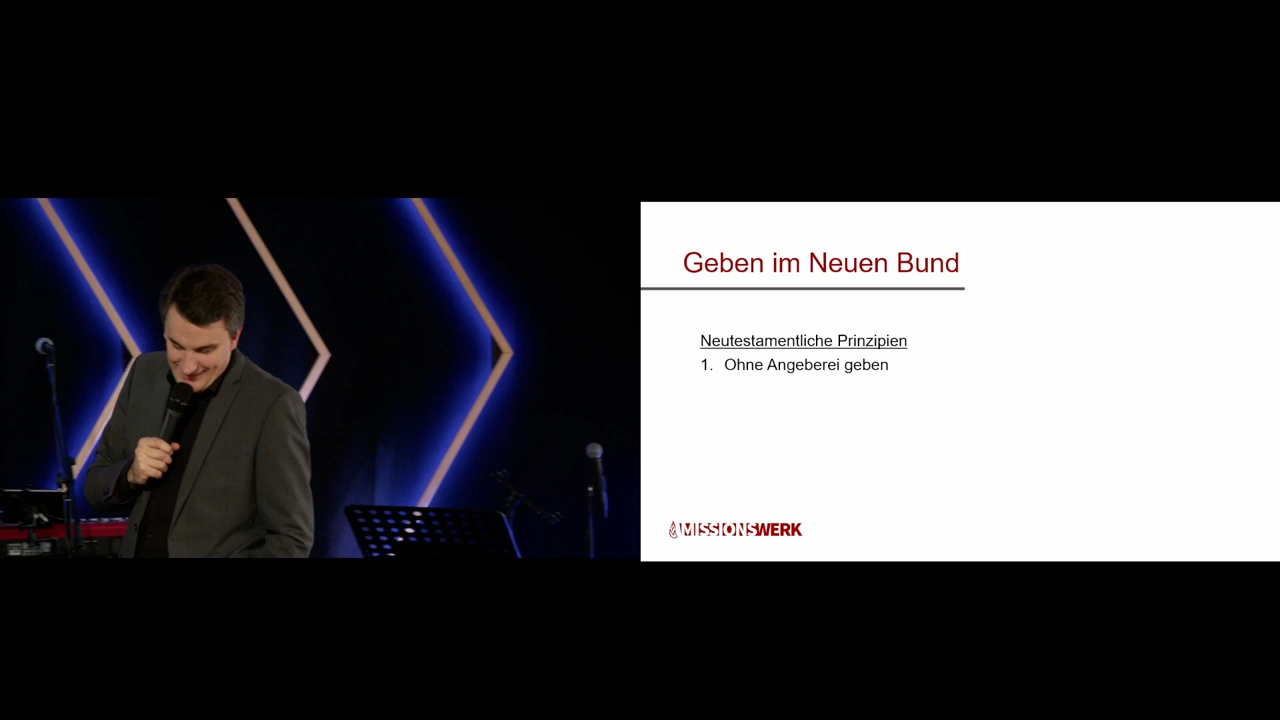 Geben im Neuen Bund
Neutestamentliche Prinzipien
1. Ohne Angeberei geben
MISSIONSWERK